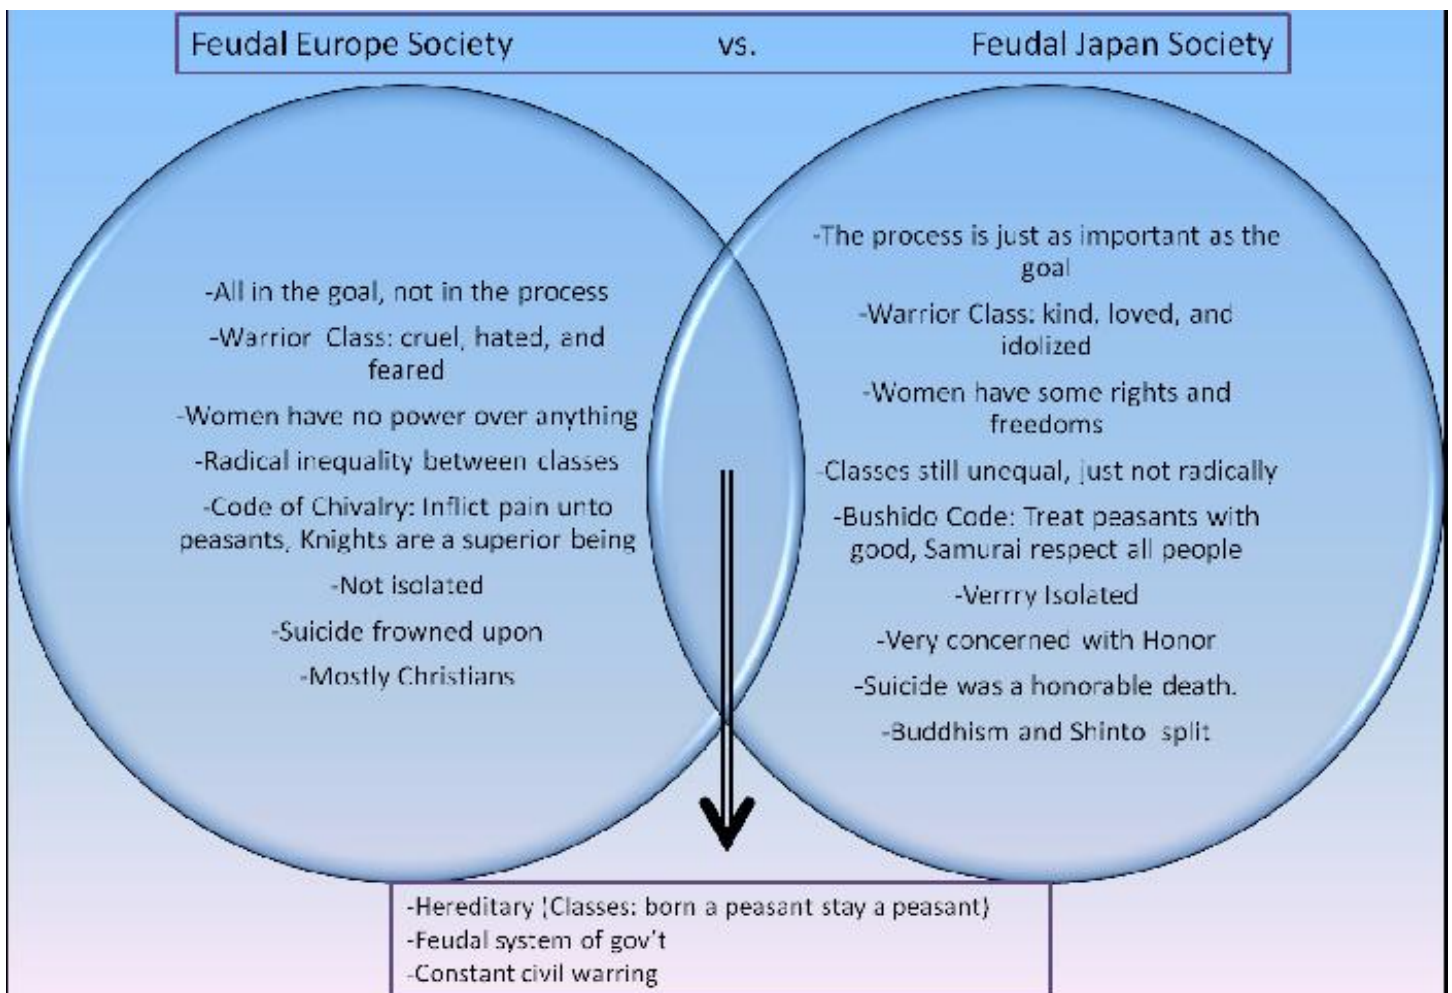 Feudal Europe Society vs. Feudal Japan Society
-All in the goal, not in the process
-Warrior Class: cruel, hated, and
feared
-Women have no power over anything
-Radical inequality between classes
-Code of Chivalry: Inflict pain unto
peasants, Knights are a superior being
-Not isolated
-Suicide frowned upon
-Mostly Christians
-The process is just as important as the
goal
-Warrior Class: kind, loved, and
idolized
-Women have some rights and
freedoms
-Classes still unequal, just not radically
-Bushido Code: Treat peasants with
good, Samurai respect all people
-Verrry Isolated
-Very concerned with Honor
-Suicide was a honorable death.
-Buddhism and Shinto split
-Hereditary (Classes: born a peasant stay a peasant)
-Feudal system of gov't
-Constant civil warring